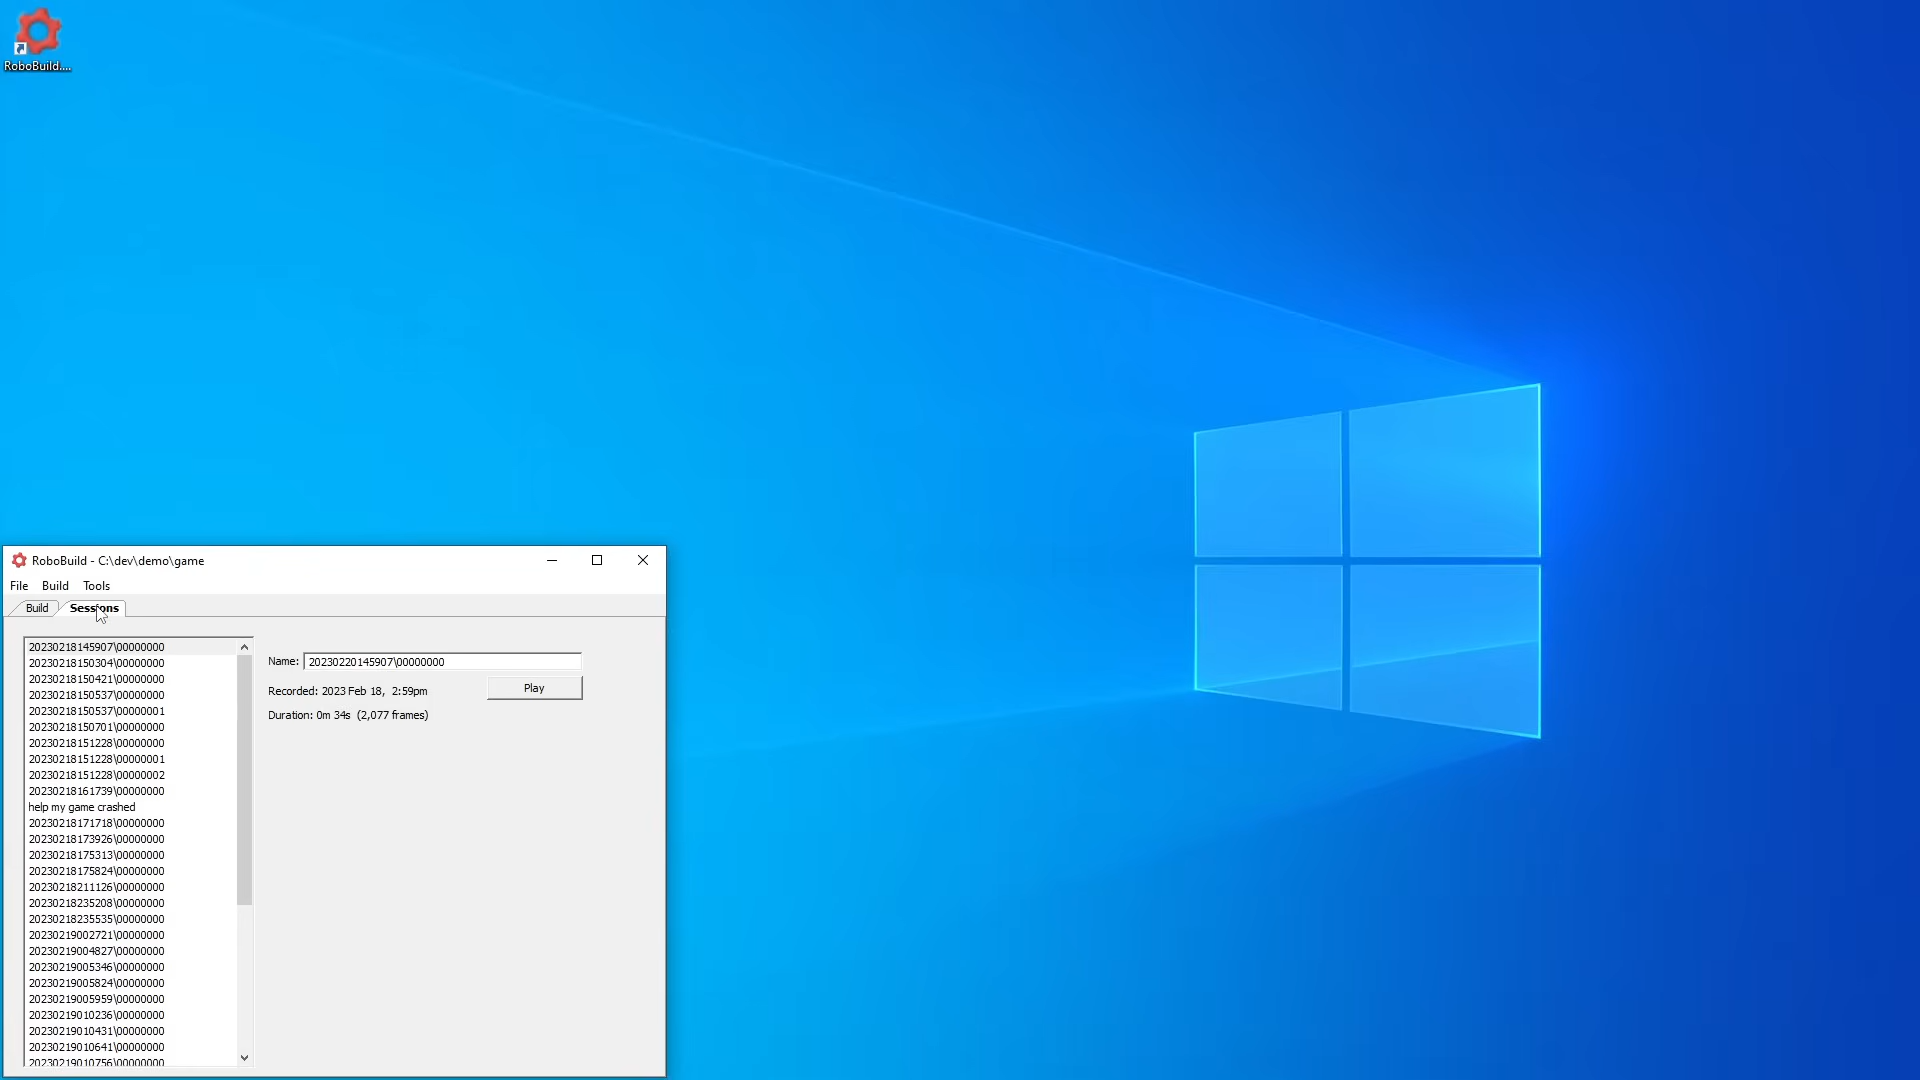 RoboBuild....
RoboBuild - C:\dev\demo\game
File Build Tools
Build Sessions
20230218145907\00000000
20230218150304\00000000
20230218150421\00000000
20230218150537\00000000
20230218150537\00000001
20230218150701\00000000
20230218151228\00000000
20230218151228\00000001
20230218151228\00000002
20230218161739\00000000
help my game crashed
20230218171718\00000000
20230218173926\00000000
20230218175313\00000000
20230218175824\00000000
20230218211126\00000000
20230218235208\00000000
20230218235535\00000000
20230219002721\00000000
20230219004827\00000000
20230219005346\00000000
20230219005824\00000000
20230219005959\00000000
20230219010236\00000000
20230219010431\00000000
20230219010641\00000000
20230219010756\00000000
Name: 20230220145907\00000000
Recorded: 2023 Feb 18, 2:59pm
Play
Duration: 0m 34s (2,077 frames)